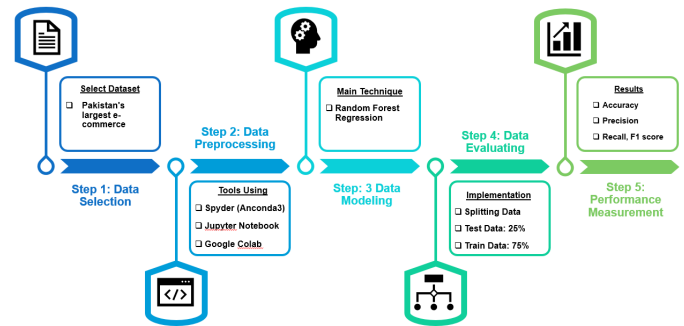 Select Dataset
❑ Pakistan's
largest e-
commerce
Step 1: Data
Selection
Step 2: Data
Preprocessing
Tools Using
❑ Spyder (Anconda3)
❑ Jupyter Notebook
❑ Google Colab
</>
Main Technique
❑ Random Forest
Regression
Step: 3 Data
Modeling
Step 4: Data
Evaluating
Implementation
❑ Splitting Data
❑ Test Data: 25%
❑ Train Data: 75%
Results
❑ Accuracy
❑ Precision
❑ Recall, F1 score
Step 5:
Performance
Measurement